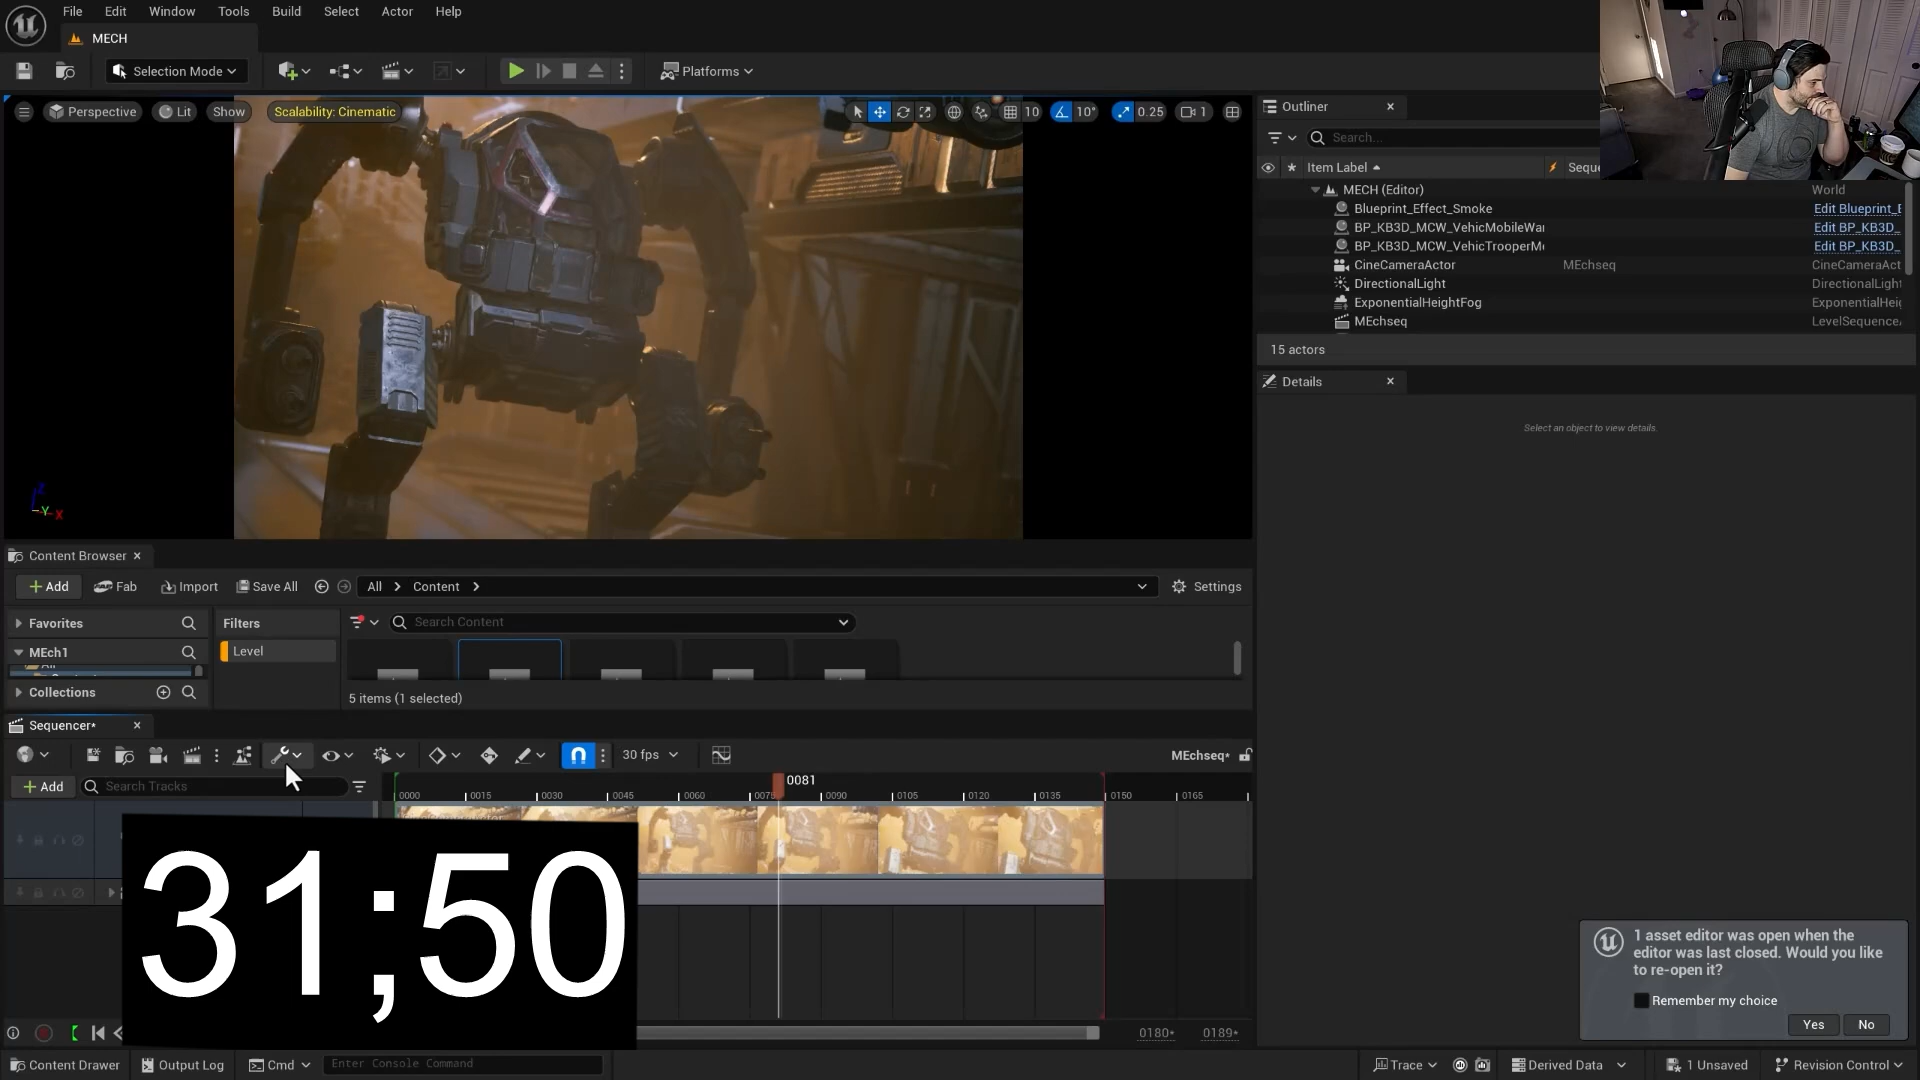 File Edit Window Tools Build Select Actor Help
MECH
Selection Mode
Platforms
Perspective Lit Show Scalability: Cinematic
10 10° 0.25 1
Outliner
Search...
Item Label Seque
MECH (Editor) World
Blueprint_Effect_Smoke Edit Blueprint_E
BP_KB3D_MCW_VehicMobileWar Edit BP_KB3D_
BP_KB3D_MCW_VehicTrooperMe Edit BP_KB3D_
CineCameraActor MEchseq CineCameraAct
DirectionalLight DirectionalLight
ExponentialHeightFog ExponentialHeig
MEchseq LevelSequence
15 actors
Details
Select an object to view details.
Content Browser
Add Fab Import Save All All Content Settings
Favorites Filters Search Content
MEch1 Level
Collections
5 items (1 selected)
Sequencer*
30 fps MEchseq*
Add Search Tracks
0081
0000 0015 0030 0045 0060 0075 0090 0105 0120 0135 0150 0165
31;50
0180* 0189*
1 asset editor was open when the
editor was last closed. Would you like
to re-open it?
Remember my choice
Yes No
Content Drawer Output Log Cmd Enter Console Command Trace Derived Data 1 Unsaved Revision Control